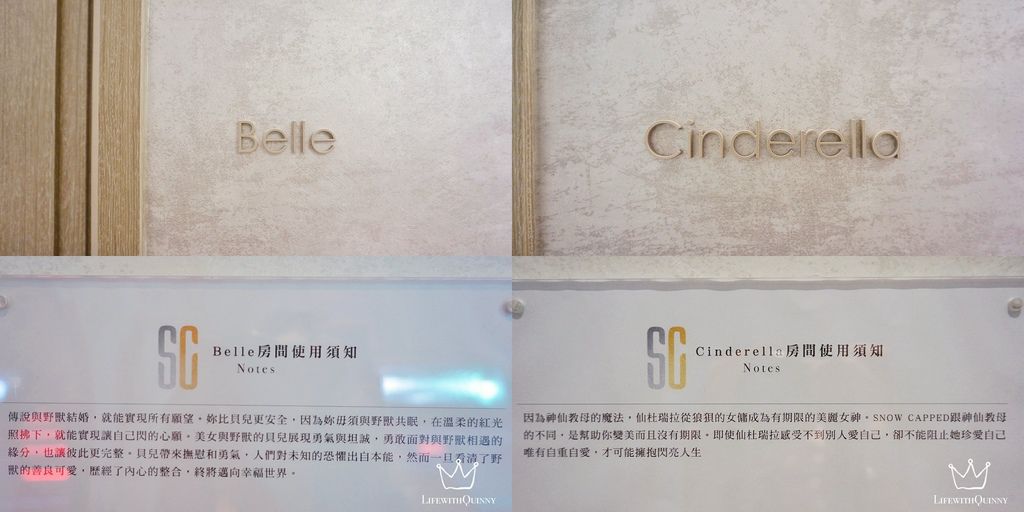 Belle
Cinderella
SC
Belle房間使用須知
Notes
傳說與野獸結婚，就能實現所有願望。妳比貝兒更安全，因為妳毋須與野獸共眠，在溫柔的紅光
照拂下，就能實現讓自己閃的心願。美女與野獸的貝兒展現勇氣與坦誠，勇敢面對與野獸相遇的
緣分，也讓彼此更完整。貝兒帶來撫慰和勇氣，人們對未知的恐懼出自本能，然而一旦看清了野
獸的善良可愛，歷經了內心的整合，終將邁向幸福世界。
LIFEWITHQUINNY
SC
Cinderella房間使用須知
Notes
因為神仙教母的魔法，仙杜瑞拉從狼狽的女傭成為有期限的美麗女神。SNOW CAPPED跟神仙教母
的不同，是幫助你變美而且沒有期限。即使仙杜瑞拉感受不到別人愛自己，卻不能阻止她珍愛自己
唯有自重自愛，才可能擁抱閃亮人生
LIFEWITHQUINNY